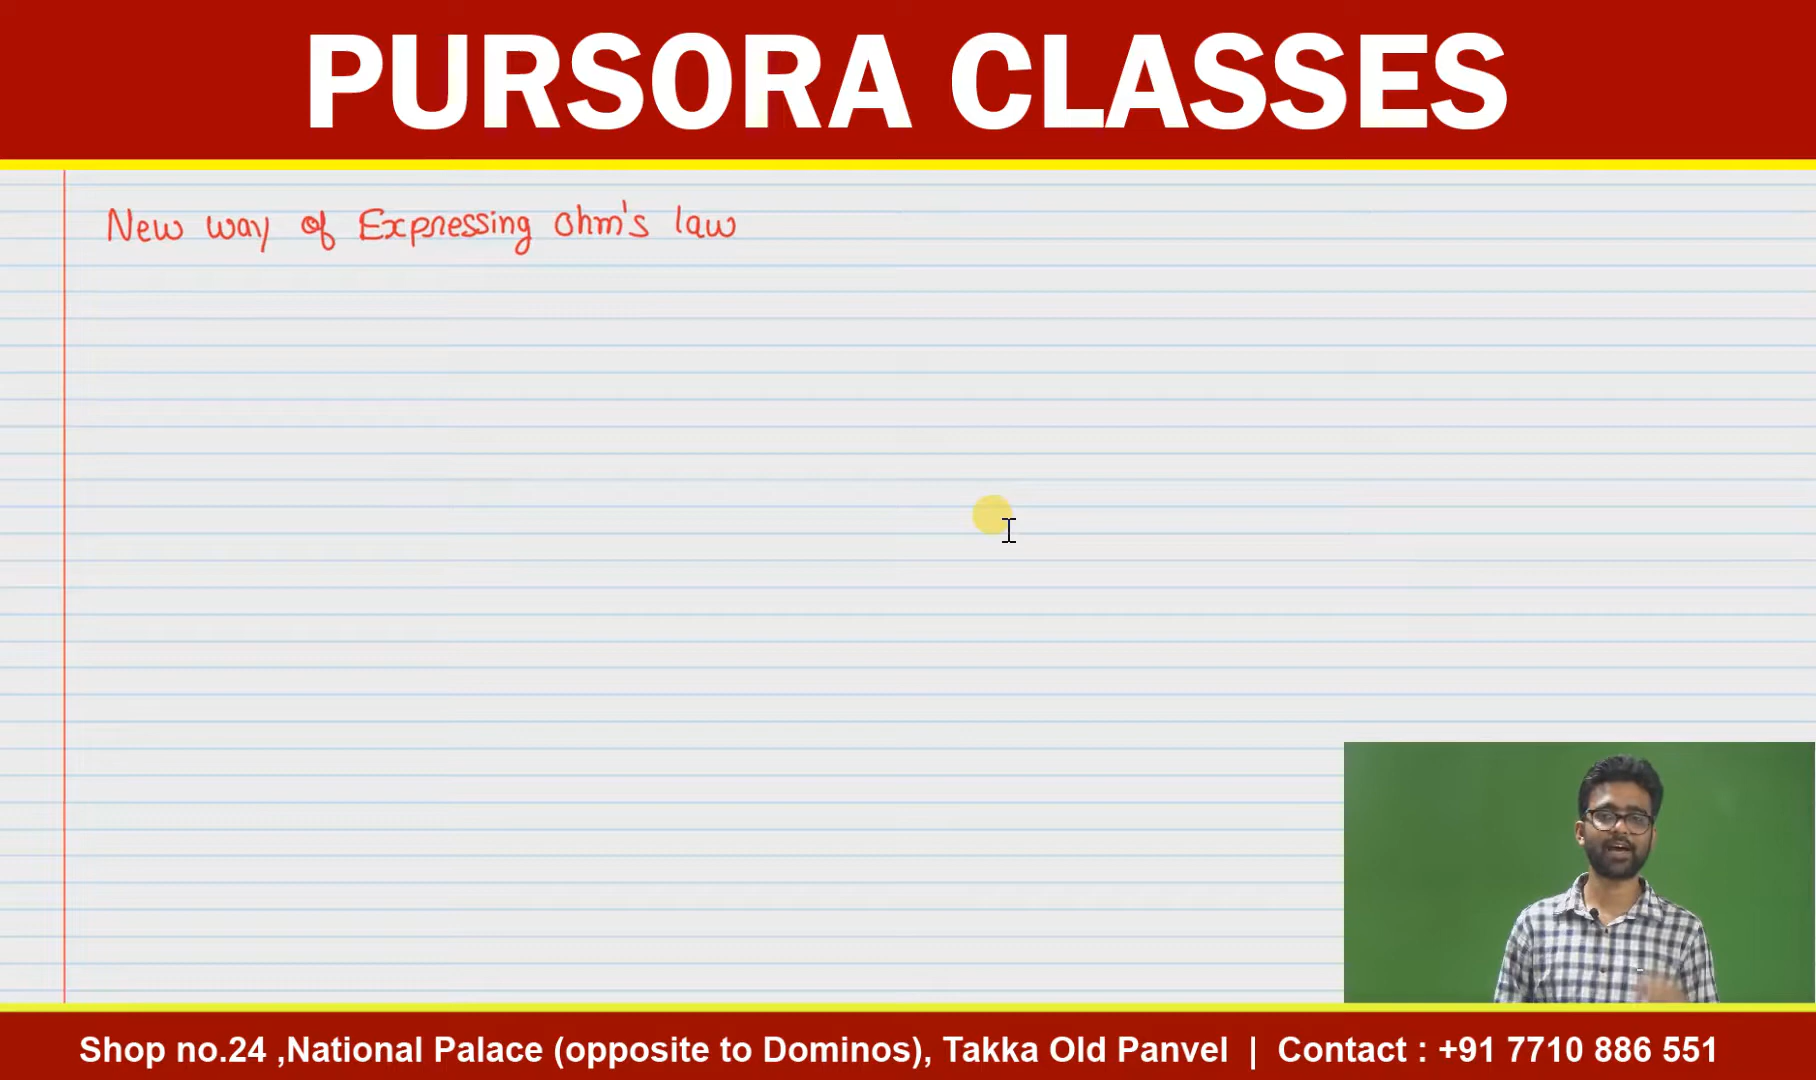 PURSORA CLASSES
New way of Expressing ohm's law
Shop no.24 ,National Palace (opposite to Dominos), Takka Old Panvel | Contact : +91 7710 886 551